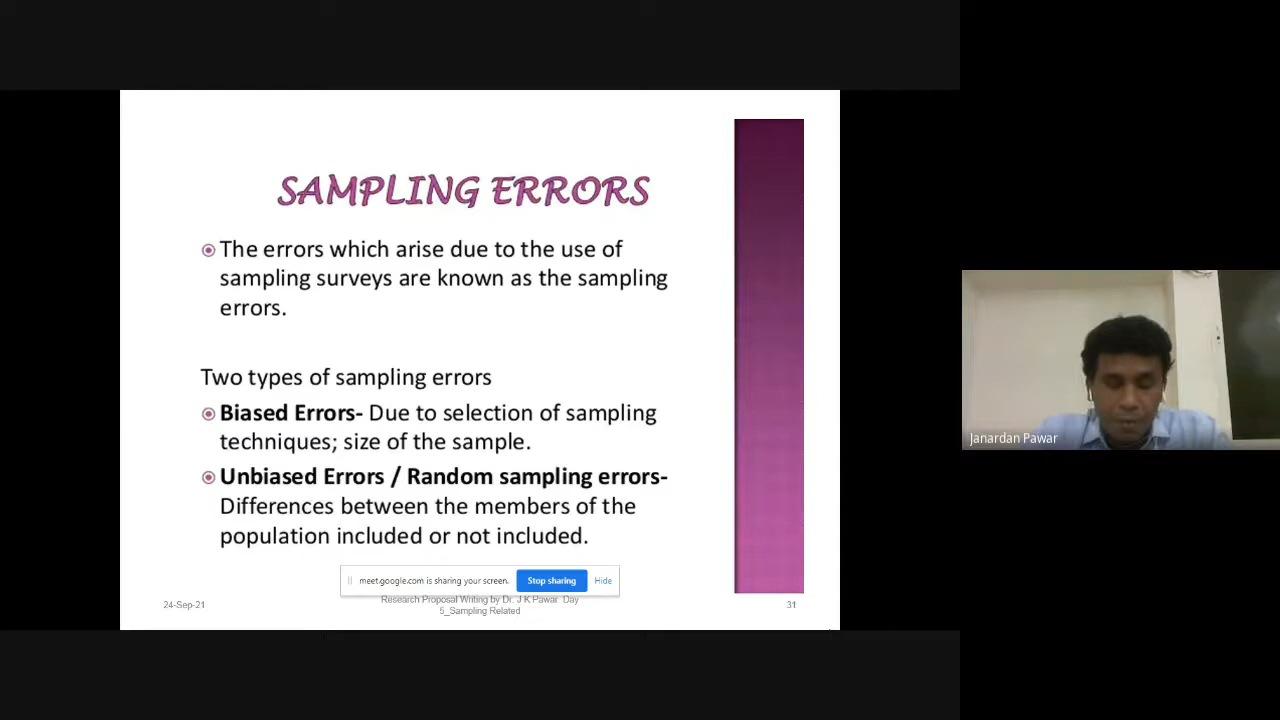 SAMPLING ERRORS
The errors which arise due to the use of
sampling surveys are known as the sampling
errors.
Two types of sampling errors
Biased Errors- Due to selection of sampling
techniques; size of the sample.
Unbiased Errors / Random sampling errors-
Differences between the members of the
population included or not included.
meet.google.com is sharing your screen. Stop sharing Hide
24-Sep-21
Research Proposal Writing by Dr. J K Pawar Day
5_Sampling Related
31
Janardan Pawar